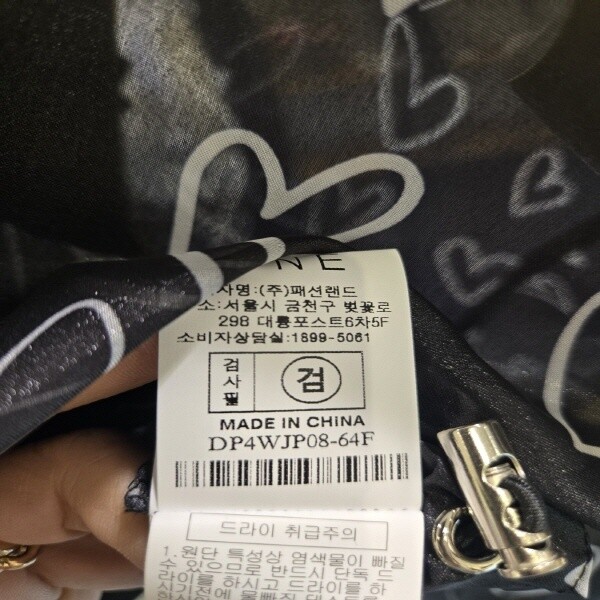 NE
사명:(주)패션랜드
소:서울시 금천구 벚꽃로
298 대륭포스트6차5F
소비자상담실:1899-5061
검사필
검
MADE IN CHINA
DP4WJP08-64F
드라이 취급주의
1. 원단 특성상 염색물이 빠질
수 있으므로 반드시 단독 드
라이를 하시고 드라이를 하